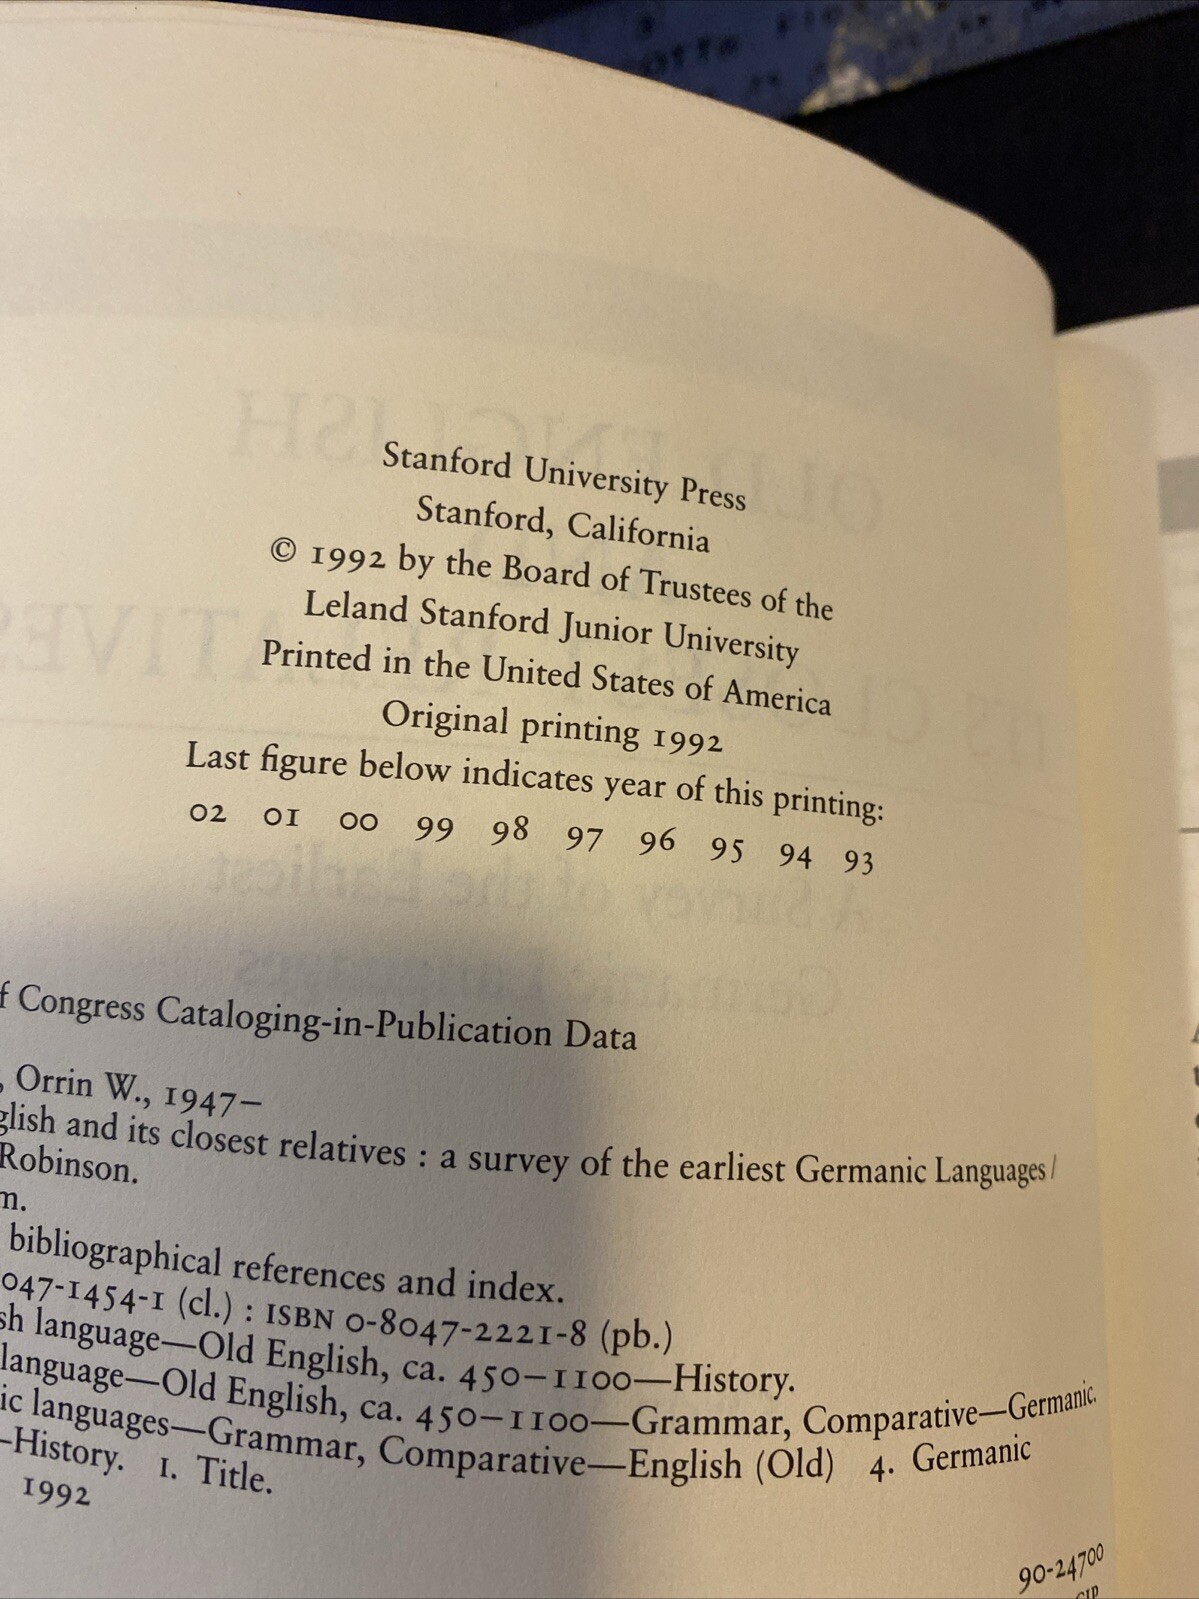 Stanford University Press
Stanford, California
© 1992 by the Board of Trustees of the
Leland Stanford Junior University
Printed in the United States of America
Original printing 1992
Last figure below indicates year of this printing:
02 01 00 99 98 97 96 95 94 93
f Congress Cataloging-in-Publication Data
, Orrin W., 1947–
glish and its closest relatives : a survey of the earliest Germanic Languages /
Robinson.
m.
bibliographical references and index.
047-1454-1 (cl.) : ISBN 0-8047-2221-8 (pb.)
sh language—Old English, ca. 450–1100—History.
language—Old English, ca. 450–1100—Grammar, Comparative—Germanic.
ic languages—Grammar, Comparative—English (Old) 4. Germanic
—History. I. Title.
1992
90-24700
CIP